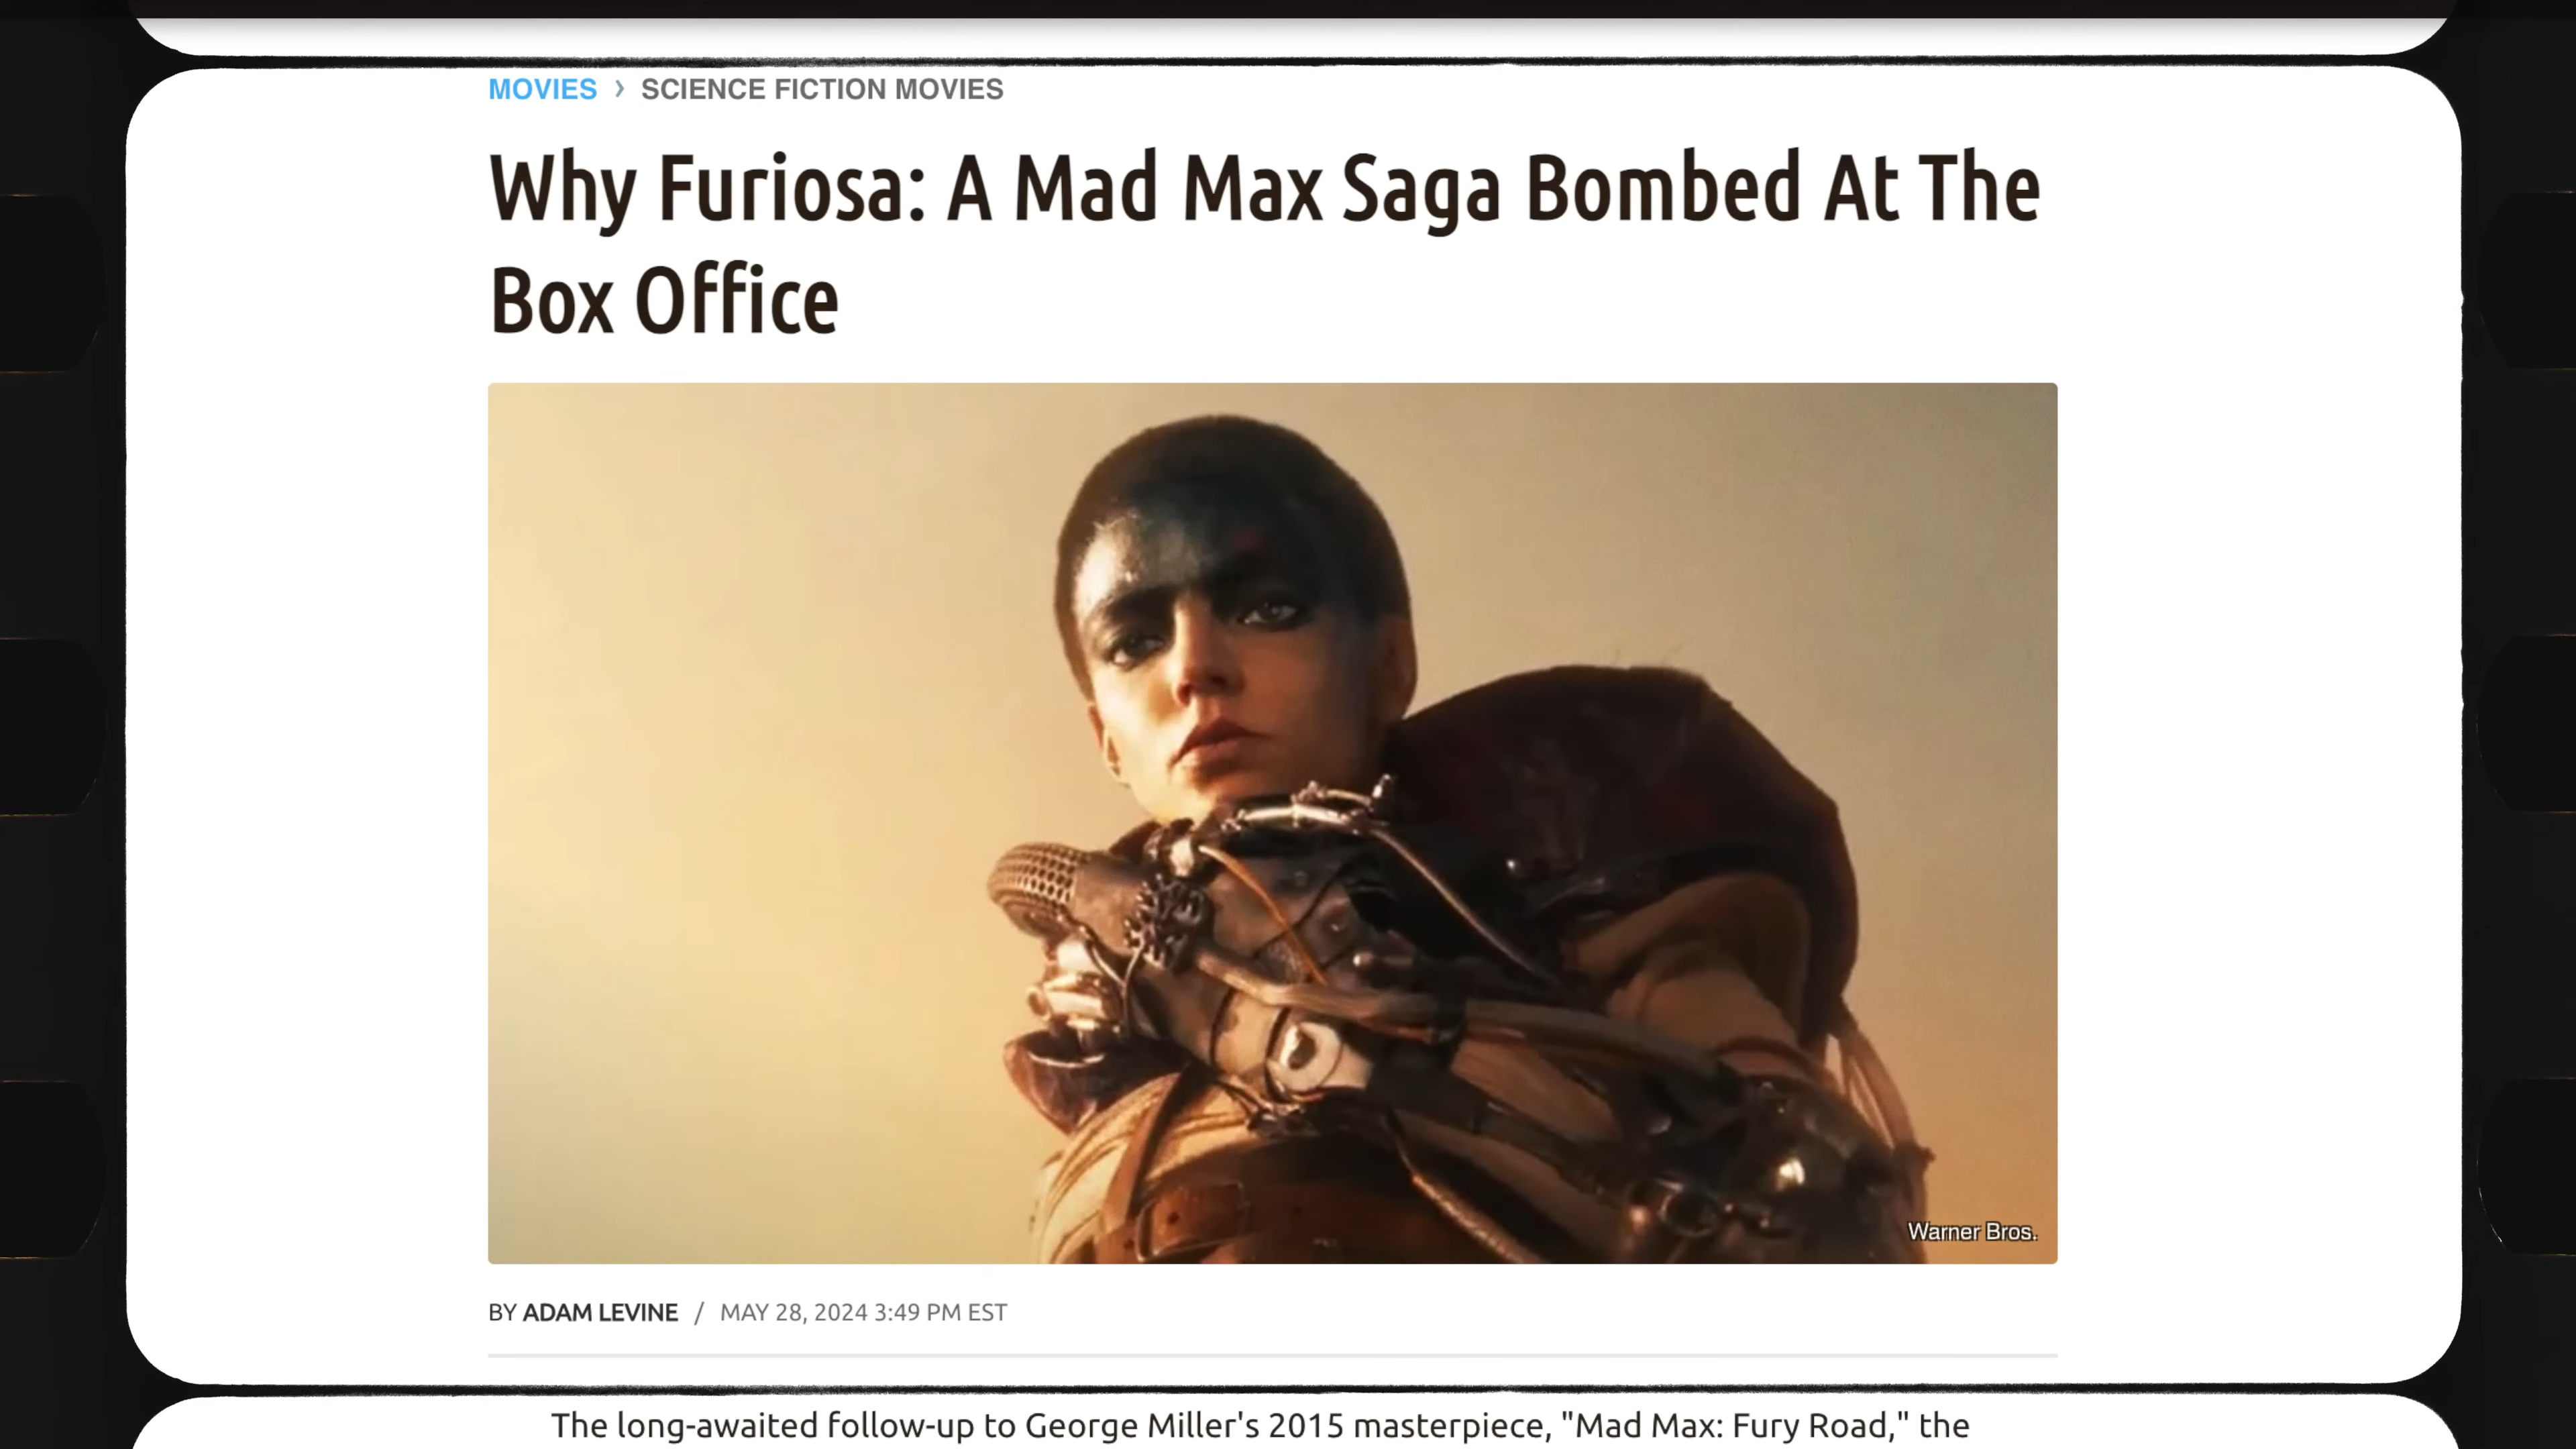 MOVIES › SCIENCE FICTION MOVIES
Why Furiosa: A Mad Max Saga Bombed At The
Box Office
Warner Bros.
BY ADAM LEVINE / MAY 28, 2024 3:49 PM EST
The long-awaited follow-up to George Miller's 2015 masterpiece, "Mad Max: Fury Road," the